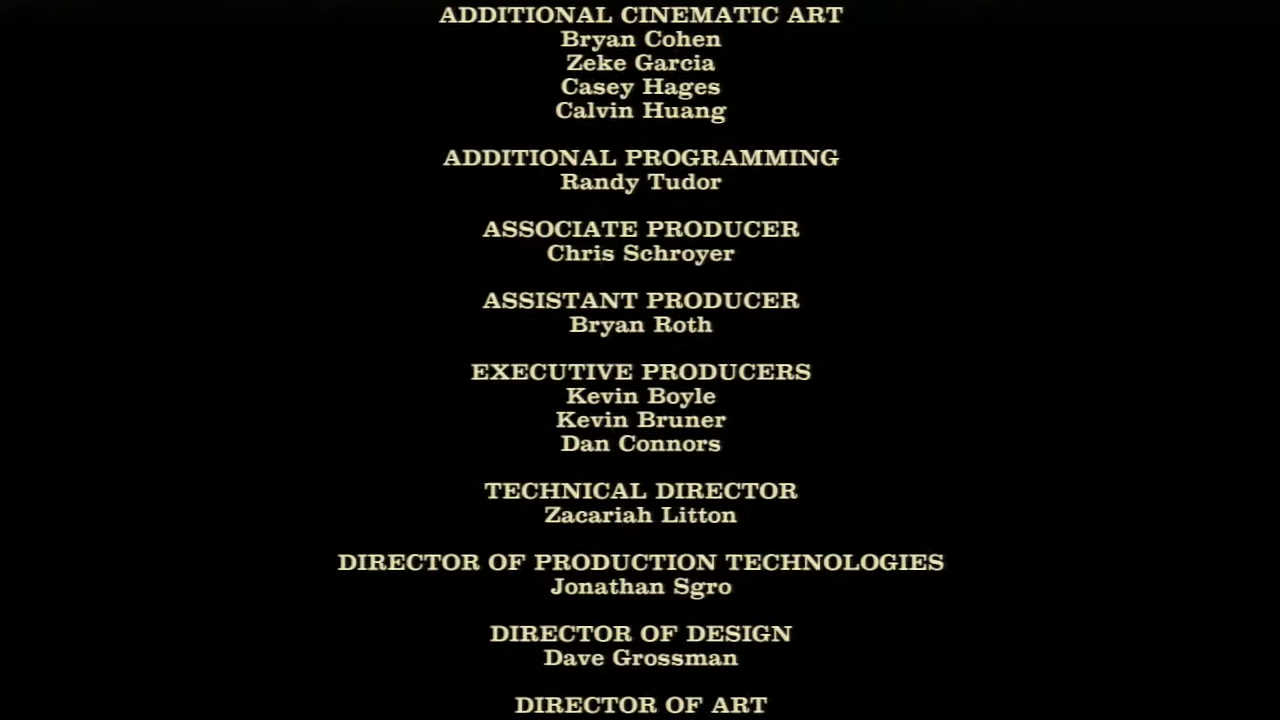 ADDITIONAL CINEMATIC ART
Bryan Cohen
Zeke Garcia
Casey Hages
Calvin Huang
ADDITIONAL PROGRAMMING
Randy Tudor
ASSOCIATE PRODUCER
Chris Schroyer
ASSISTANT PRODUCER
Bryan Roth
EXECUTIVE PRODUCERS
Kevin Boyle
Kevin Bruner
Dan Connors
TECHNICAL DIRECTOR
Zacariah Litton
DIRECTOR OF PRODUCTION TECHNOLOGIES
Jonathan Sgro
DIRECTOR OF DESIGN
Dave Grossman
DIRECTOR OF ART